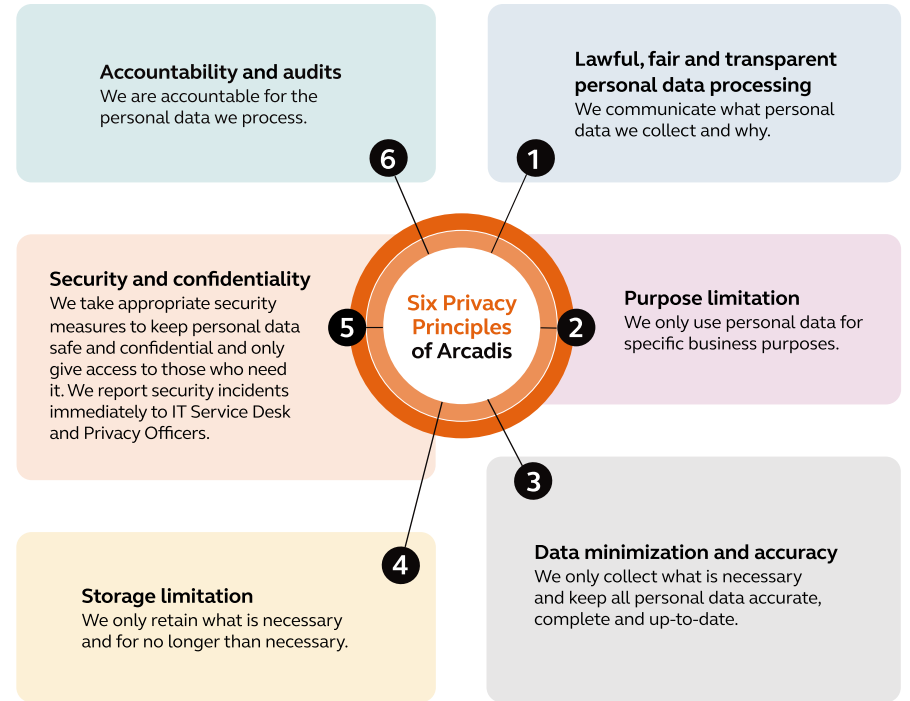 Six Privacy
Principles
of Arcadis
1
Lawful, fair and transparent
personal data processing
We communicate what personal
data we collect and why.
2
Purpose limitation
We only use personal data for
specific business purposes.
3
Data minimization and accuracy
We only collect what is necessary
and keep all personal data accurate,
complete and up-to-date.
4
Storage limitation
We only retain what is necessary
and for no longer than necessary.
5
Security and confidentiality
We take appropriate security
measures to keep personal data
safe and confidential and only
give access to those who need
it. We report security incidents
immediately to IT Service Desk
and Privacy Officers.
6
Accountability and audits
We are accountable for the
personal data we process.